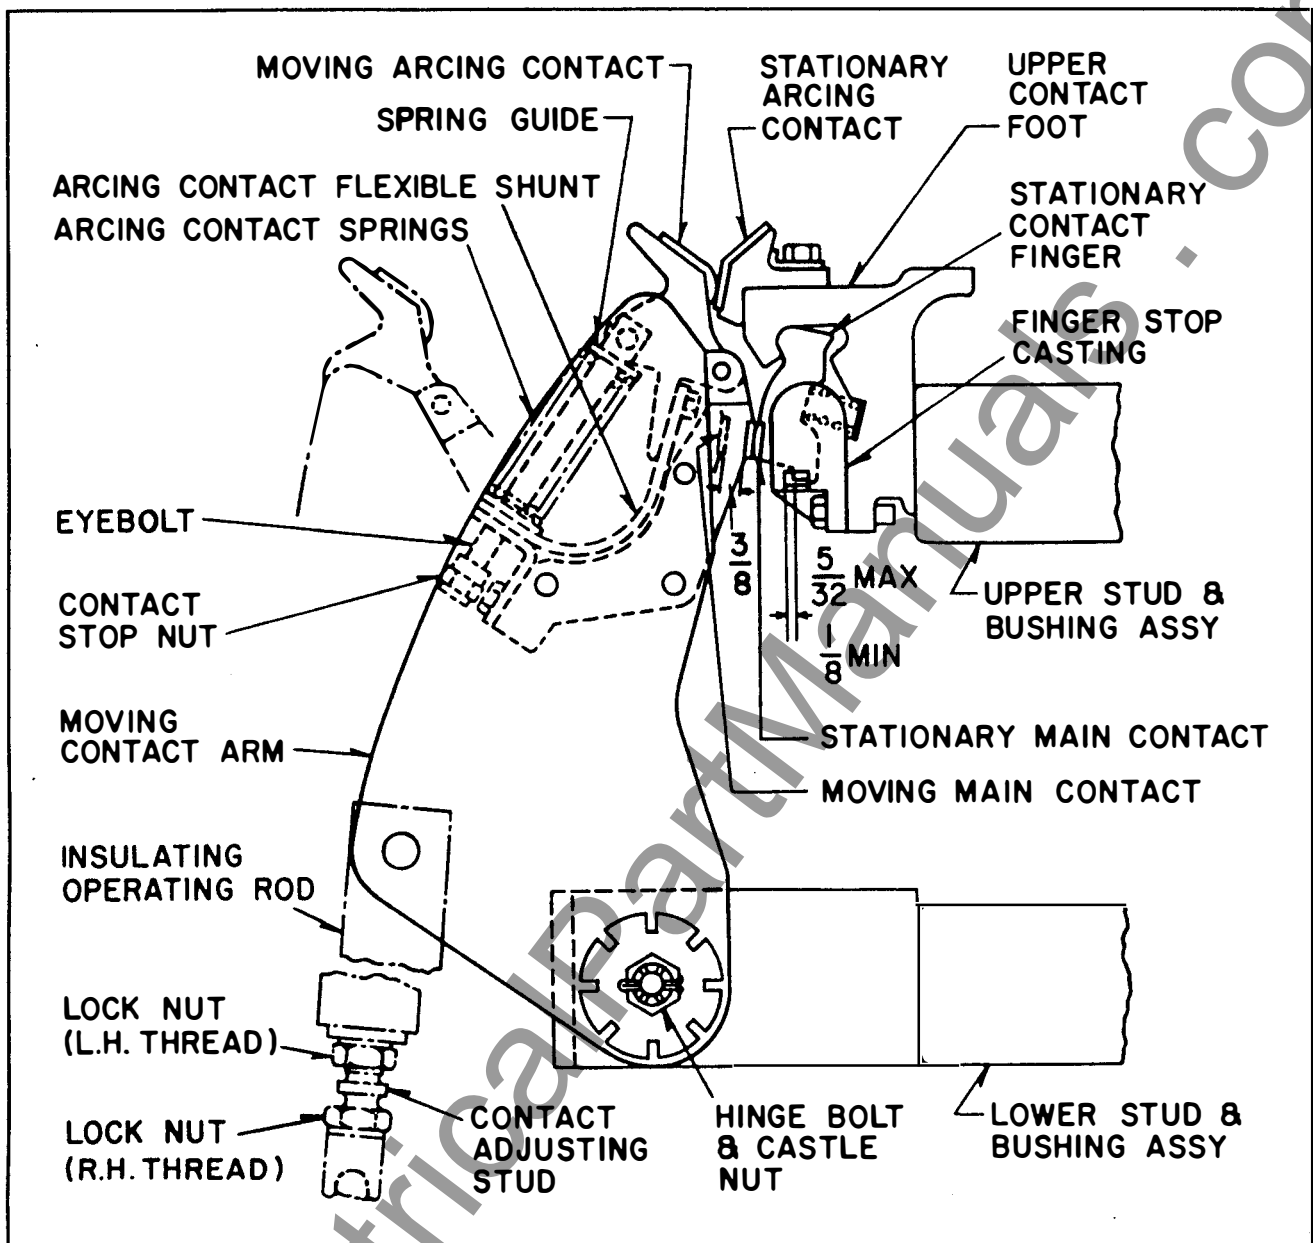 MOVING ARCING CONTACT
SPRING GUIDE
ARCING CONTACT FLEXIBLE SHUNT
ARCING CONTACT SPRINGS
STATIONARY
ARCING
CONTACT
UPPER
CONTACT
FOOT
STATIONARY
CONTACT
FINGER
FINGER STOP
CASTING
EYEBOLT
CONTACT
STOP NUT
3/8
5/32 MAX
1/8 MIN
UPPER STUD &
BUSHING ASSY
MOVING
CONTACT ARM
STATIONARY MAIN CONTACT
MOVING MAIN CONTACT
INSULATING
OPERATING ROD
LOCK NUT
(L.H. THREAD)
LOCK NUT
(R.H. THREAD)
CONTACT
ADJUSTING
STUD
HINGE BOLT
& CASTLE
NUT
LOWER STUD &
BUSHING ASSY
tricalPartManuals.co